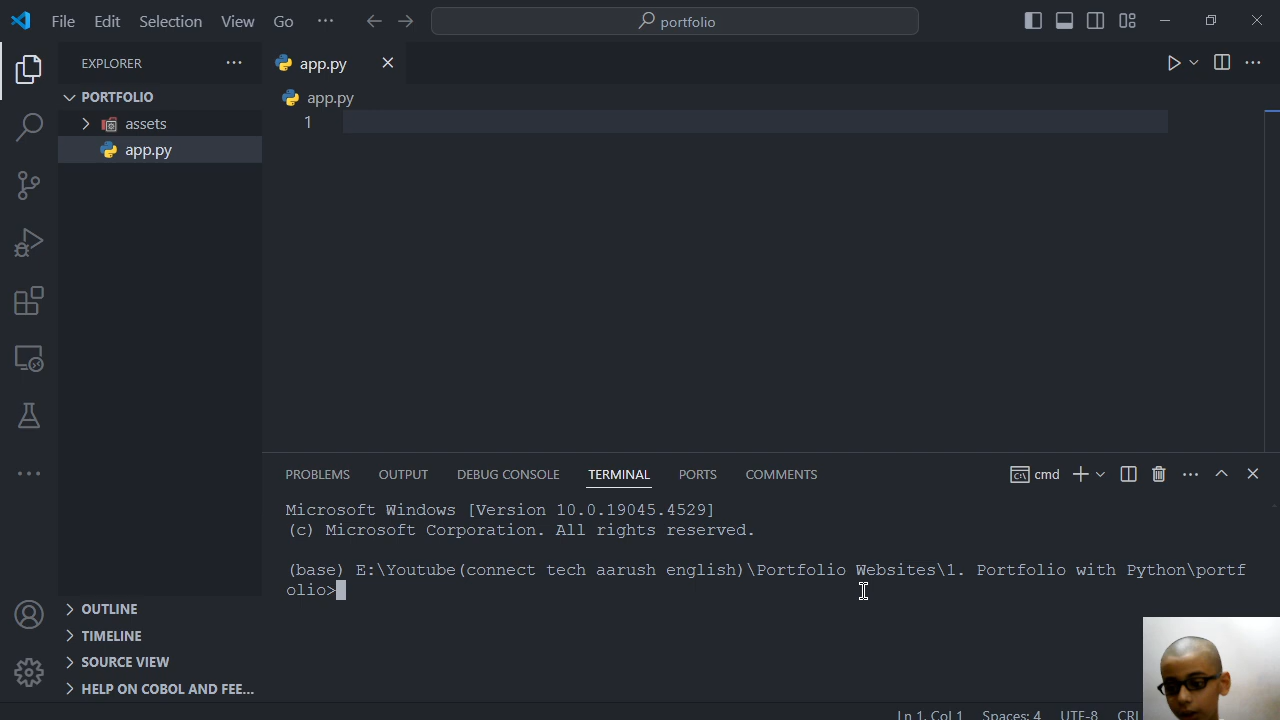 File Edit Selection View Go ···
portfolio
EXPLORER ···
PORTFOLIO
assets
app.py
app.py
app.py
1
PROBLEMS OUTPUT DEBUG CONSOLE TERMINAL PORTS COMMENTS
cmd
Microsoft Windows [Version 10.0.19045.4529]
(c) Microsoft Corporation. All rights reserved.
(base) E:\Youtube(connect tech aarush english)\Portfolio Websites\1. Portfolio with Python\portf
olio>
OUTLINE
TIMELINE
SOURCE VIEW
HELP ON COBOL AND FEE...
Ln 1, Col 1 Spaces: 4 UTF-8 CRL